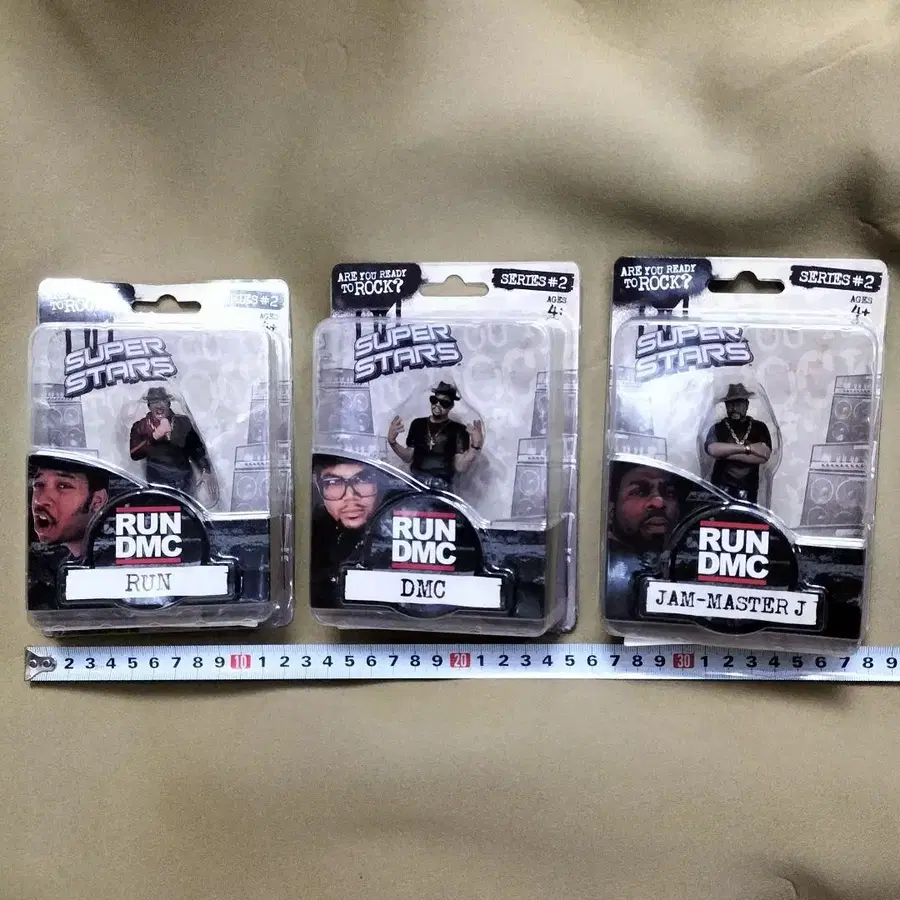 TO ROCK?
SERIES #2
AGES
4+
SUPER
STARS
RUN
DMC
RUN
ARE YOU READY
TO ROCK?
SERIES #2
AGES
4+
SUPER
STARS
RUN
DMC
DMC
ARE YOU READY
TO ROCK?
SERIES #2
AGES
4+
SUPER
STARS
RUN
DMC
JAM-MASTER J
2 3 4 5 6 7 8 9 10 1 2 3 4 5 6 7 8 9 20 1 2 3 4 5 6 7 8 9 30 1 2 3 4 5 6 7 8 9